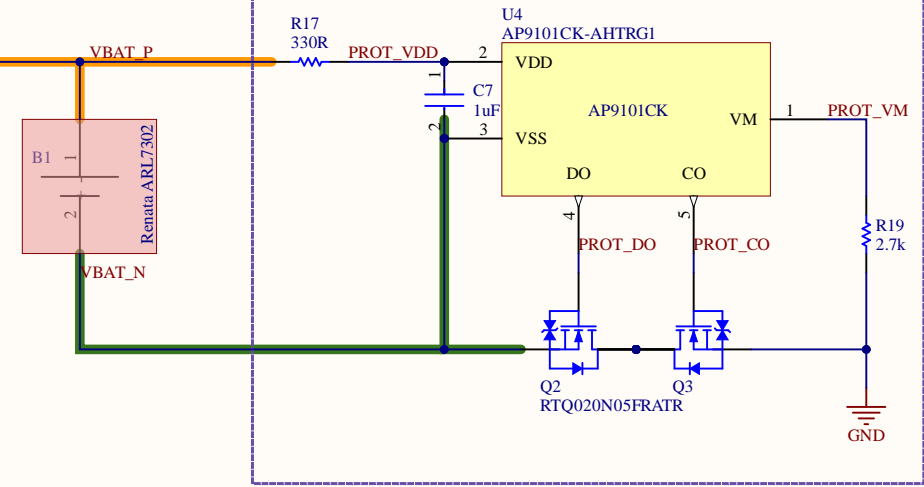 U4
AP9101CK-AHTRG1
R17
330R
VBAT_P
PROT_VDD
2
VDD
1
C7
1uF
2
3
VSS
AP9101CK
VM
1
PROT_VM
DO
CO
4
5
PROT_DO
PROT_CO
B1
1
2
Renata ARL7302
VBAT_N
R19
2.7k
Q2
Q3
RTQ020N05FRATR
GND